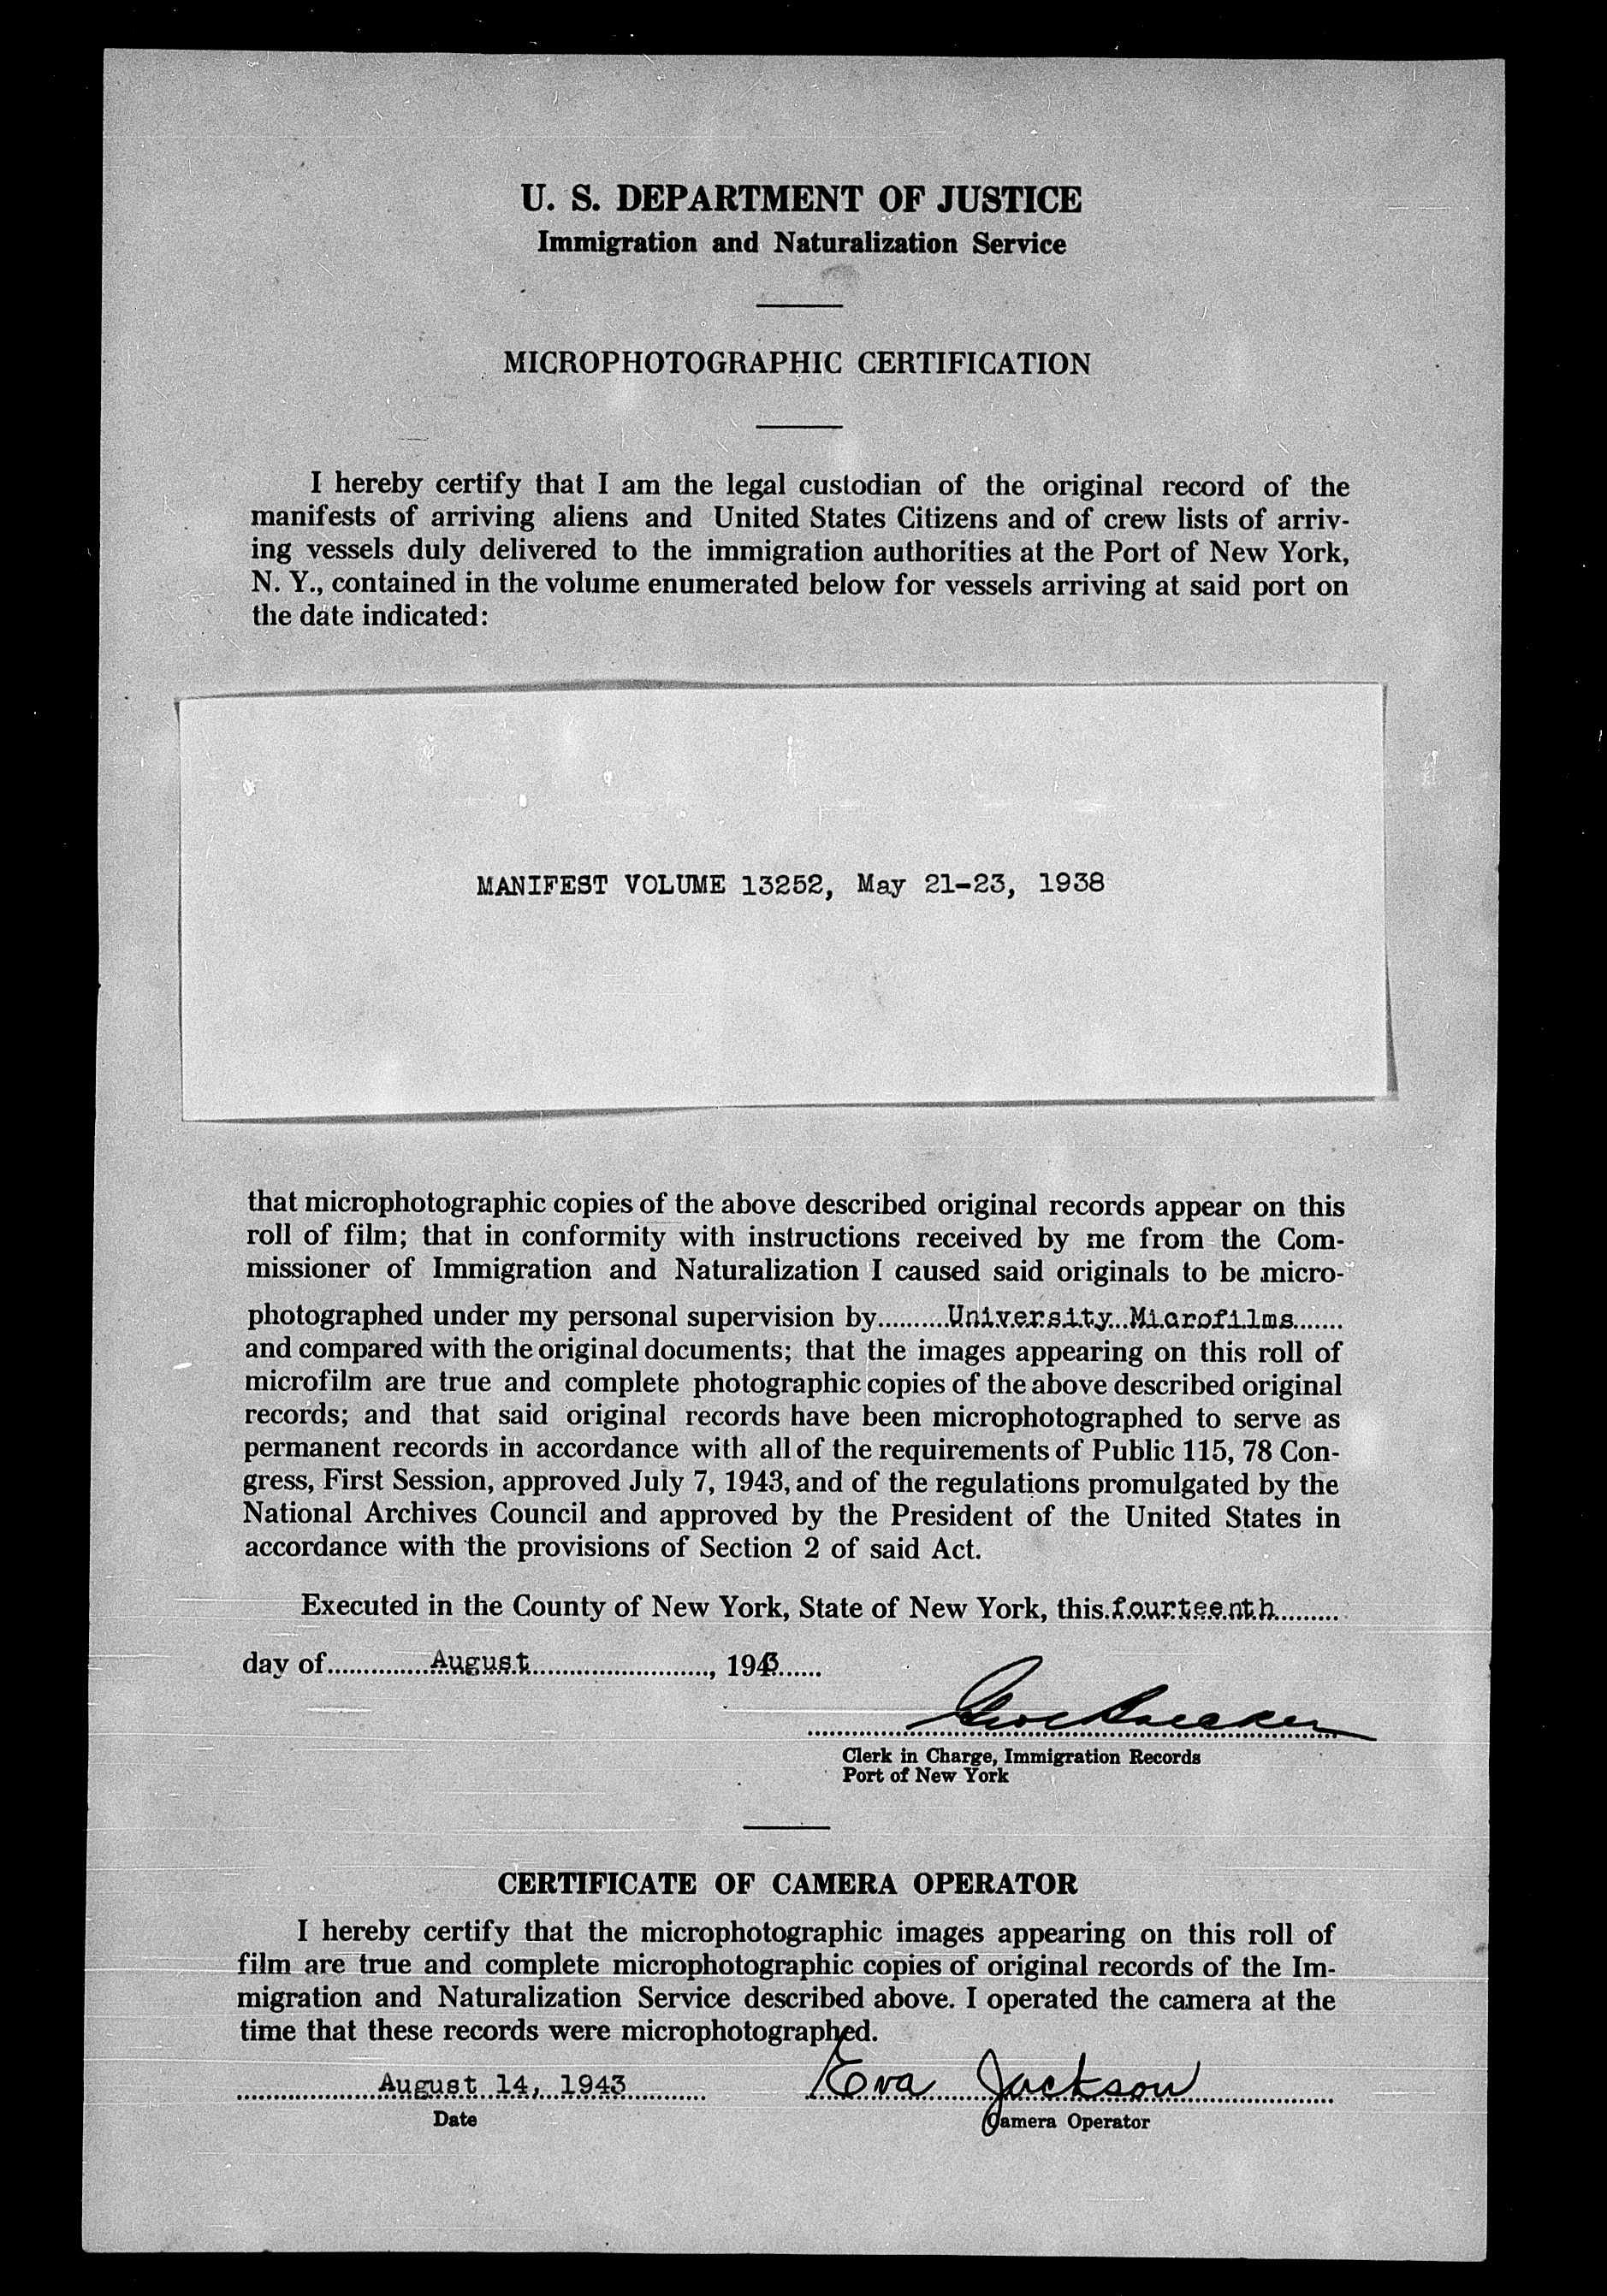 U. S. DEPARTMENT OF JUSTICE
Immigration and Naturalization Service
MICROPHOTOGRAPHIC CERTIFICATION
I hereby certify that I am the legal custodian of the original record of the
manifests of arriving aliens and United States Citizens and of crew lists of arriv-
ing vessels duly delivered to the immigration authorities at the Port of New York,
N. Y., contained in the volume enumerated below for vessels arriving at said port on
the date indicated:
MANIFEST VOLUME 13252, May 21-23, 1938
that microphotographic copies of the above described original records appear on this
roll of film; that in conformity with instructions received by me from the Com-
missioner of Immigration and Naturalization I caused said originals to be micro-
photographed under my personal supervision by..........University Microfilms.......
and compared with the original documents; that the images appearing on this roll of
microfilm are true and complete photographic copies of the above described original
records; and that said original records have been microphotographed to serve as
permanent records in accordance with all of the requirements of Public 115, 78 Con-
gress, First Session, approved July 7, 1943, and of the regulations promulgated by the
National Archives Council and approved by the President of the United States in
accordance with the provisions of Section 2 of said Act.
Executed in the County of New York, State of New York, this fourteenth.........
day of..............August........................., 1943......
Clerk in Charge, Immigration Records
Port of New York
CERTIFICATE OF CAMERA OPERATOR
I hereby certify that the microphotographic images appearing on this roll of
film are true and complete microphotographic copies of original records of the Im-
migration and Naturalization Service described above. I operated the camera at the
time that these records were microphotographed.
August 14, 1943 Eva Jackson
Date Camera Operator